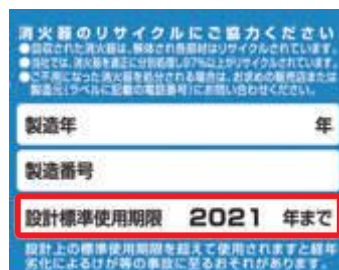 消火器のリサイクルにご協力ください
●回収された消火器は、解体され各部材はリサイクルされています。
●当社では、消火器を適正に分別処理し97%以上がリサイクルされています。
●ご不用になった消火器を処分される場合は、お求めの販売店または
製造元(ラベルに記載の電話番号)にお問い合わせください。
製造年 年
製造番号
設計標準使用期限 2021 年まで
設計上の標準使用期限を超えて使用されますと経年
劣化によるけが等の事故に至るおそれがあります。